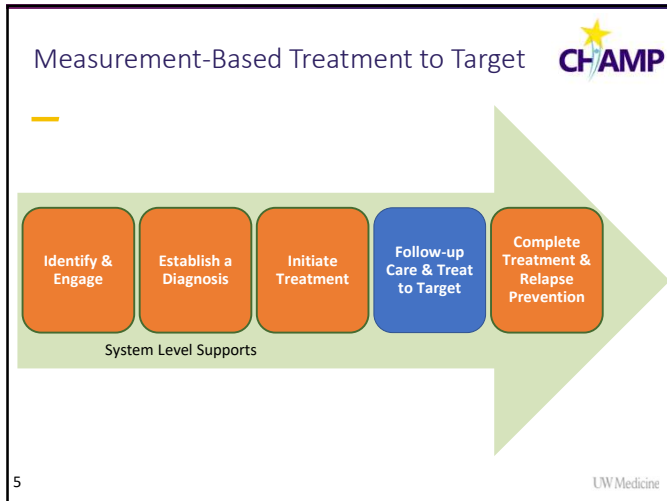 Measurement-Based Treatment to Target
CHAMP
Identify &
Engage
Establish a
Diagnosis
Initiate
Treatment
Follow-up
Care & Treat
to Target
Complete
Treatment &
Relapse
Prevention
System Level Supports
5
UW Medicine